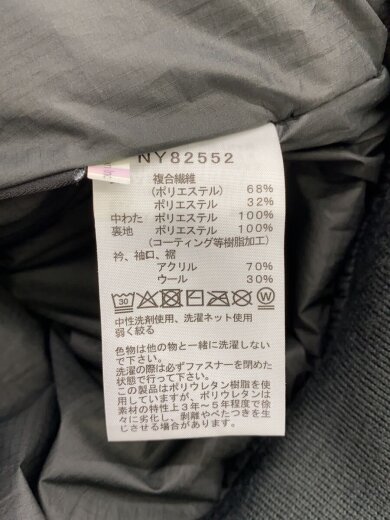 NY82552
複合繊維
(ポリエステル) 68%
ポリエステル 32%
中わた ポリエステル 100%
裏地 ポリエステル 100%
(コーティング等樹脂加工)
衿、袖口、裾
アクリル 70%
ウール 30%
30 W
中性洗剤使用、洗濯ネット使用
弱く絞る
色物は他の物と一緒に洗濯しない
で下さい。
洗濯の際は必ずファスナーを閉めた
状態で行って下さい。
この製品はポリウレタン樹脂を使
用していますが、ポリウレタンは
素材の特性上3年～5年程度で徐
々に劣化し、剥離やべたつきを生
じさせる場合があります。